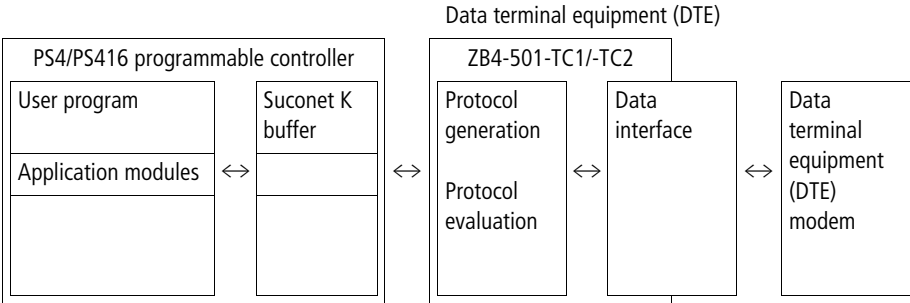 Data terminal equipment (DTE)
PS4/PS416 programmable controller
ZB4-501-TC1/-TC2
User program
Application modules
↔
Suconet K
buffer
↔
Protocol
generation
Protocol
evaluation
↔
Data
interface
↔
Data
terminal
equipment
(DTE)
modem